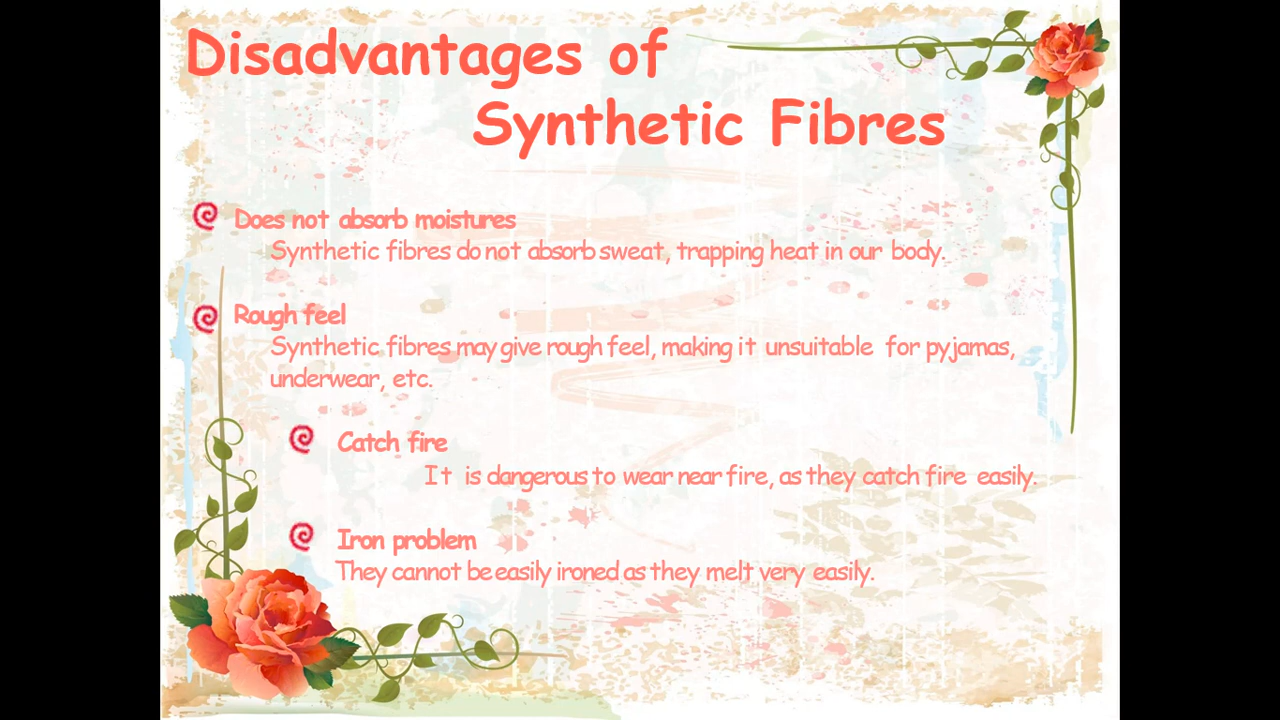 Disadvantages of
Synthetic Fibres
Does not absorb moistures
Synthetic fibres do not absorb sweat, trapping heat in our body.
Rough feel
Synthetic fibres may give rough feel, making it unsuitable for pyjamas,
underwear, etc.
Catch fire
It is dangerous to wear near fire, as they catch fire easily.
Iron problem
They cannot be easily ironed as they melt very easily.